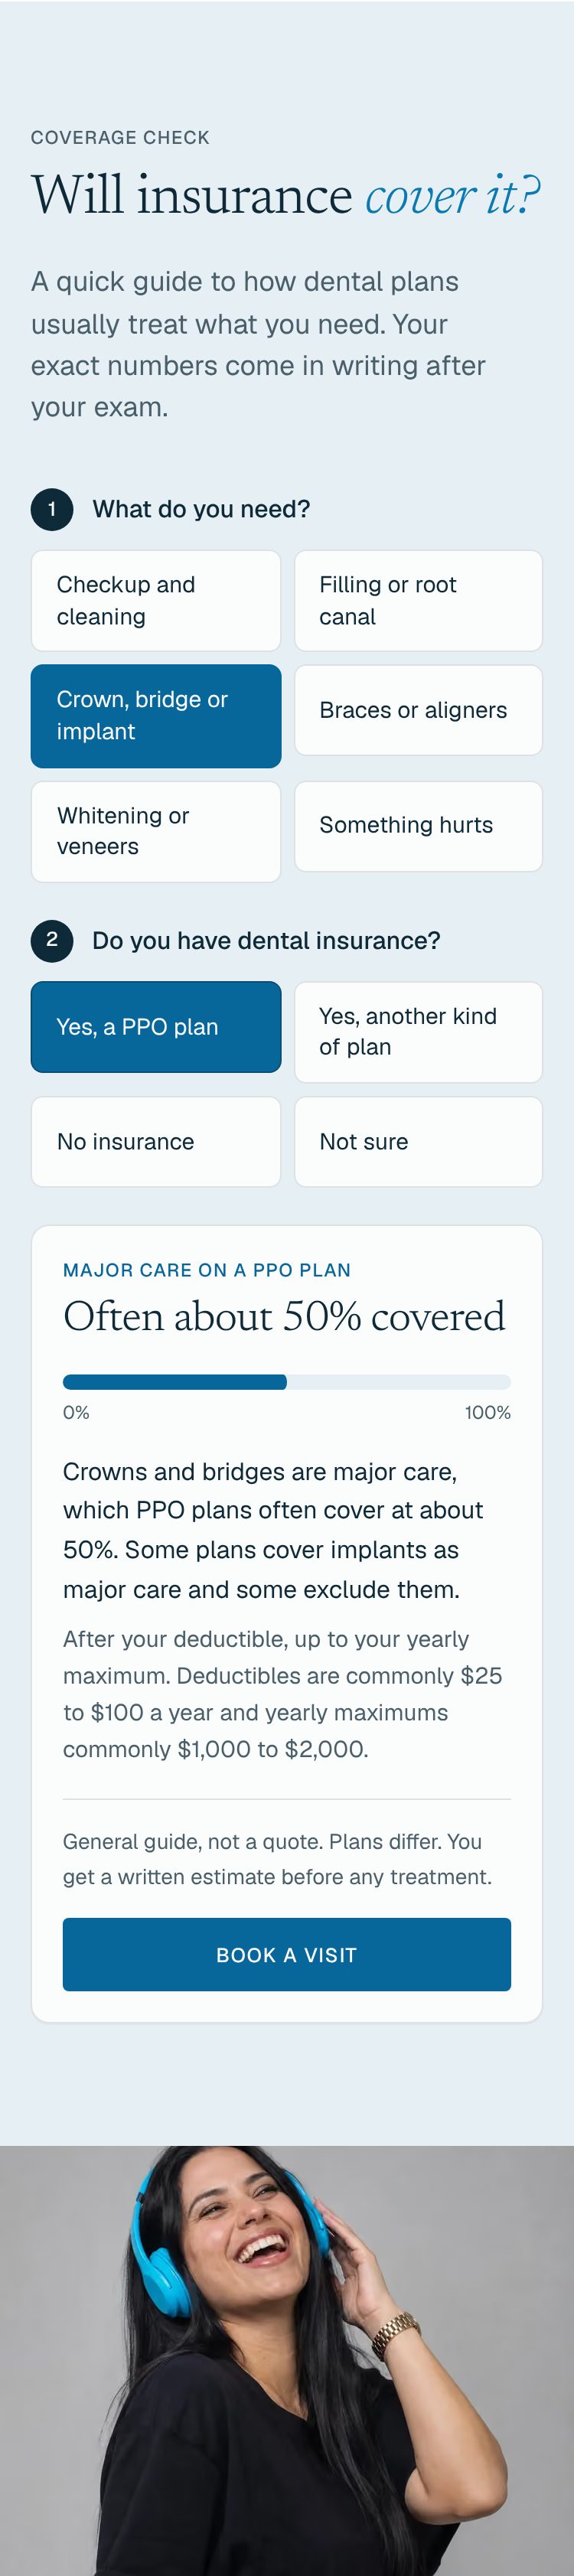 COVERAGE CHECK
Will insurance cover it?
A quick guide to how dental plans
usually treat what you need. Your
exact numbers come in writing after
your exam.
1 What do you need?
Checkup and
cleaning
Filling or root
canal
Crown, bridge or
implant
Braces or aligners
Whitening or
veneers
Something hurts
2 Do you have dental insurance?
Yes, a PPO plan
Yes, another kind
of plan
No insurance
Not sure
MAJOR CARE ON A PPO PLAN
Often about 50% covered
0% 100%
Crowns and bridges are major care,
which PPO plans often cover at about
50%. Some plans cover implants as
major care and some exclude them.
After your deductible, up to your yearly
maximum. Deductibles are commonly $25
to $100 a year and yearly maximums
commonly $1,000 to $2,000.
General guide, not a quote. Plans differ. You
get a written estimate before any treatment.
BOOK A VISIT